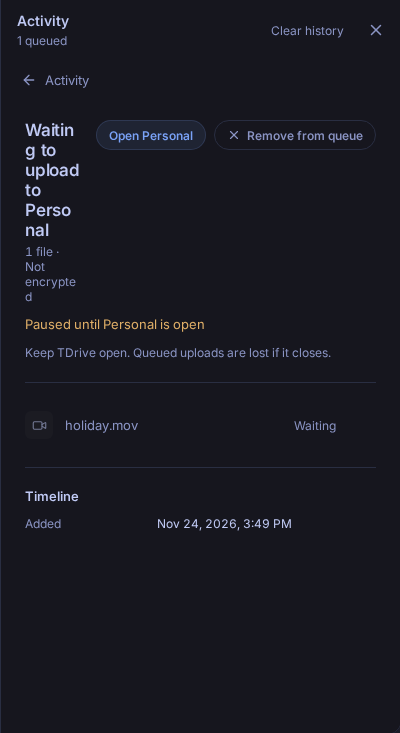 Activity
1 queued
Clear history
Activity
Waitin
g to
upload
to
Perso
nal
Open Personal
Remove from queue
1 file ·
Not
encrypte
d
Paused until Personal is open
Keep TDrive open. Queued uploads are lost if it closes.
holiday.mov
Waiting
Timeline
Added
Nov 24, 2026, 3:49 PM